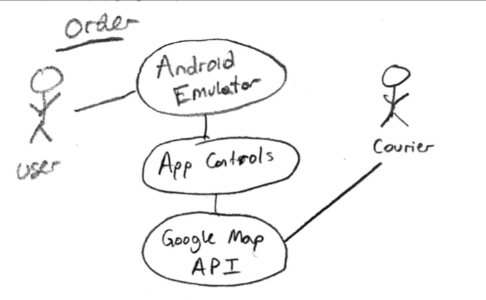 Order
Android
Emulator
User
App Controls
Courier
Google Map
API